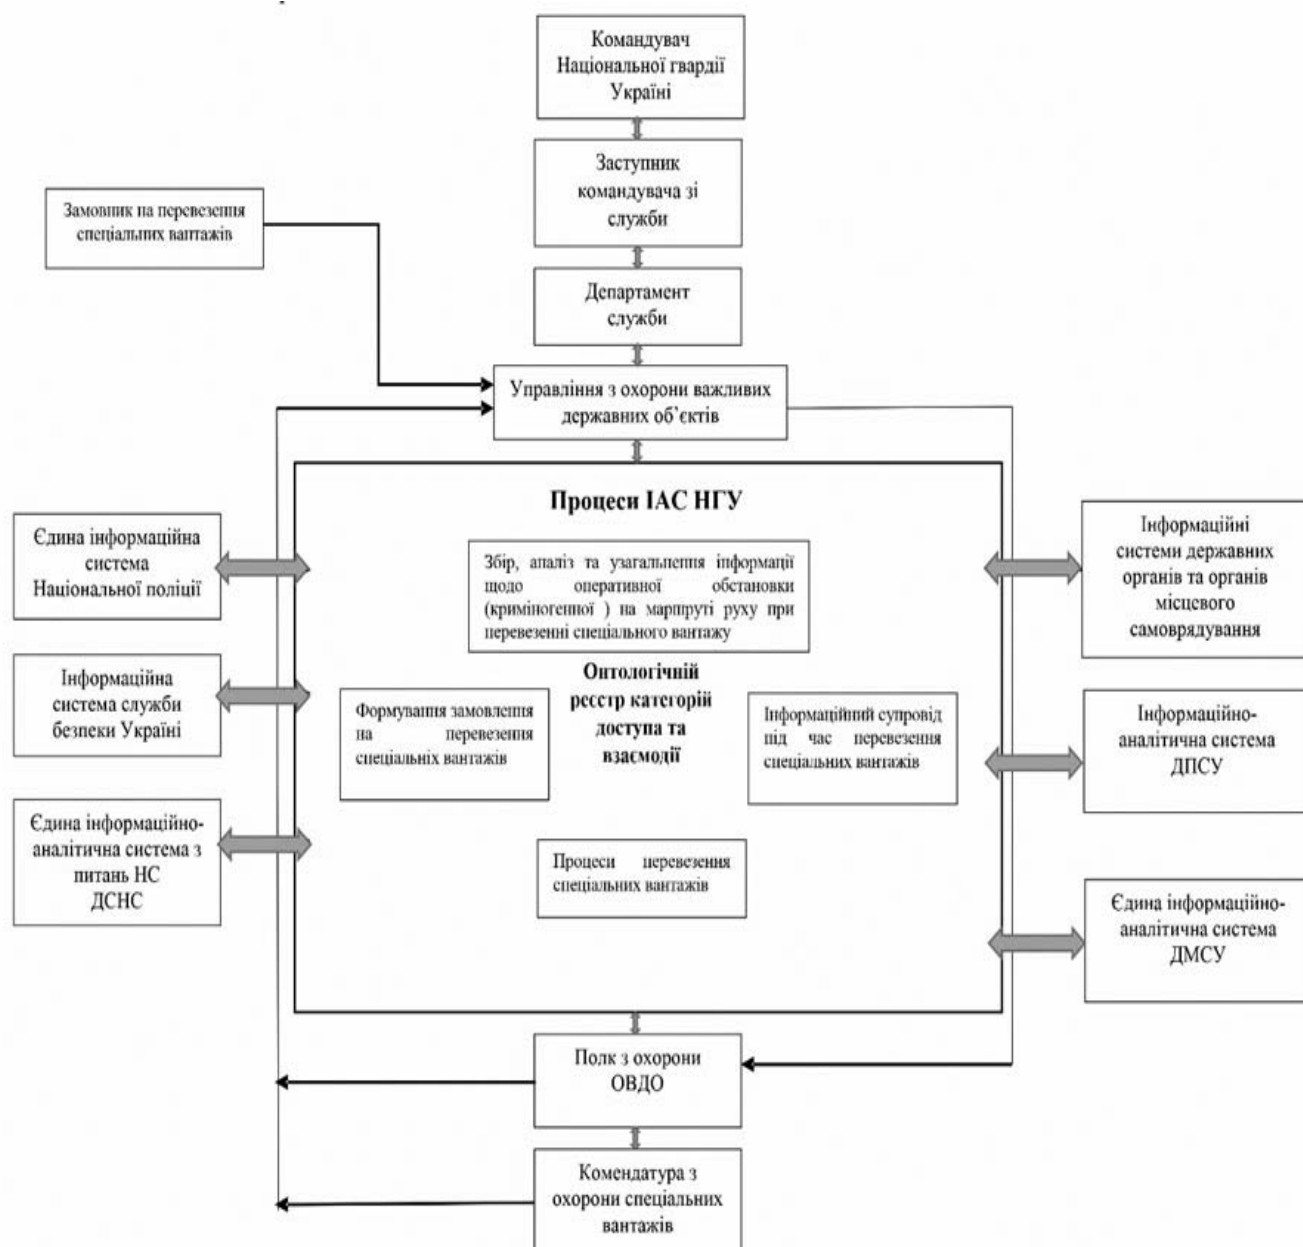 Командувач
Національної гвардії
Україні
Заступник
командувача зі
служби
Замовник на перевезення
спеціальних вантажів
Департамент
служби
Управління з охорони важливих
державних об’єктів
Процеси ІАС НГУ
Єдина інформаційна
система
Національної поліції
Збір, аналіз та узагальнення інформації
щодо оперативної обстановки
(криміногенної ) на маршруті руху при
перевезенні спеціального вантажу
Інформаційні
системи державних
органів та органів
місцевого
самоврядування
Інформаційна
система служби
безпеки Україні
Формування замовлення
на перевезення
спеціальніх вантажів
Онтологічній
реєстр категорій
доступа та
взаємодії
Інформаційний супровід
під час перевезення
спеціальних вантажів
Інформаційно-
аналітична система
ДПСУ
Єдина інформаційно-
аналітична система з
питань НС
ДСНС
Процеси перевезення
спеціальних вантажів
Єдина інформаційно-
аналітична система
ДМСУ
Полк з охорони
ОВДО
Комендатура з
охорони спеціальних
вантажів